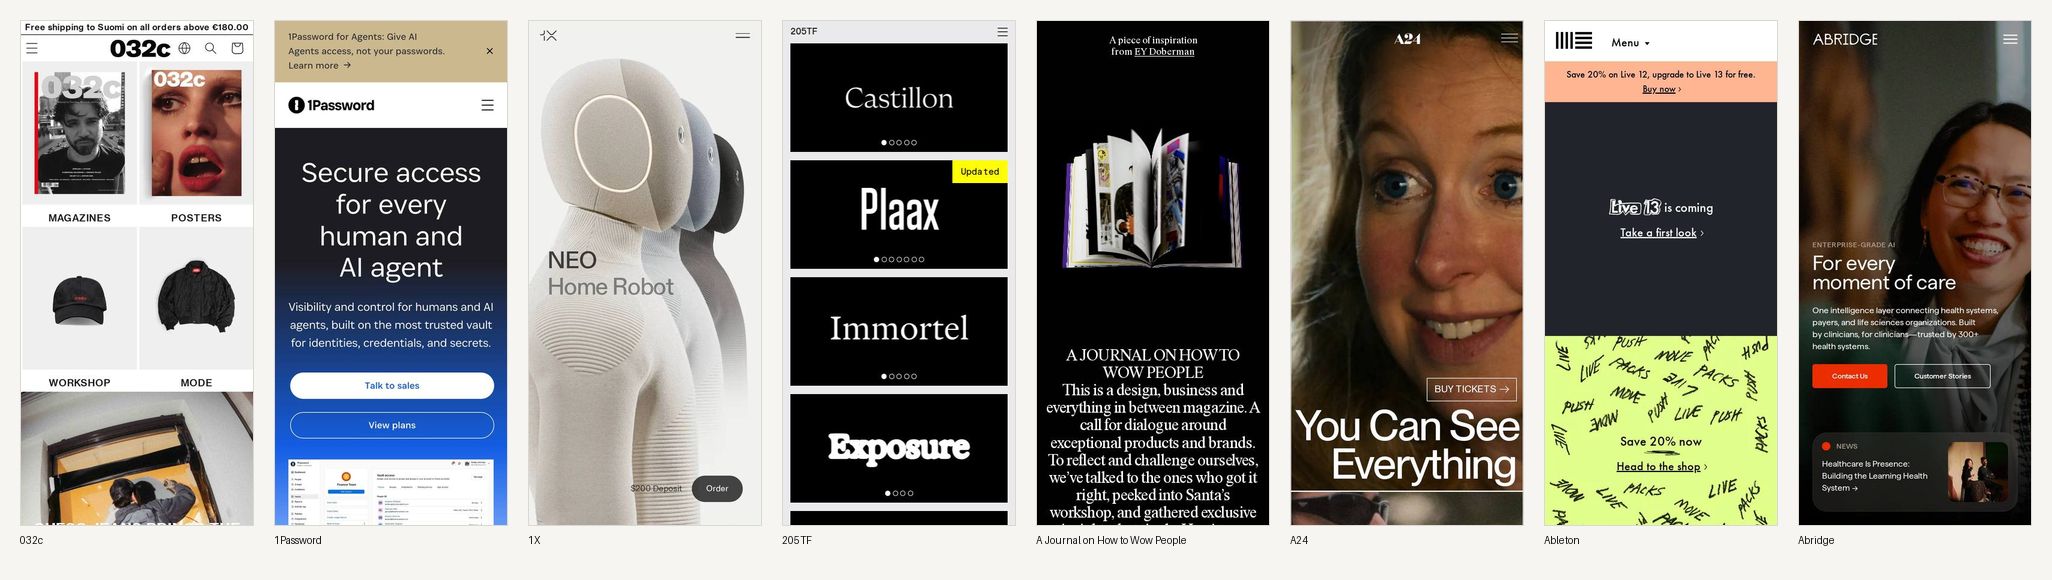 Free shipping to Suomi on all orders above €180.00
032c
032c
032c
MAGAZINES
POSTERS
WORKSHOP
MODE
032c
1Password for Agents: Give AI
Agents access, not your passwords.
Learn more →
1Password
Secure access
for every
human and
AI agent
Visibility and control for humans and AI
agents, built on the most trusted vault
for identities, credentials, and secrets.
Talk to sales
View plans
1Password
1X
NEO
Home Robot
$200 Deposit
Order
1X
205TF
Castillon
Updated
Plaax
Immortel
Exposure
205TF
A piece of inspiration
from EY Doberman
A JOURNAL ON HOW TO
WOW PEOPLE
This is a design, business and
everything in between magazine. A
call for dialogue around
exceptional products and brands.
To reflect and challenge ourselves,
we've talked to the ones who got it
right, peeked into Santa's
workshop, and gathered exclusive
A Journal on How to Wow People
A24
BUY TICKETS →
You Can See
Everything
A24
Menu
Save 20% on Live 12, upgrade to Live 13 for free.
Buy now ›
Live 13 is coming
Take a first look ›
PUSH
MOVE
PACKS
LIVE
Save 20% now
Head to the shop ›
Ableton
ABRIDGE
ENTERPRISE-GRADE AI
For every
moment of care
One intelligence layer connecting health systems,
payers, and life sciences organizations. Built
by clinicians, for clinicians—trusted by 300+
health systems.
Contact Us
Customer Stories
NEWS
Healthcare Is Presence:
Building the Learning Health
System →
Abridge